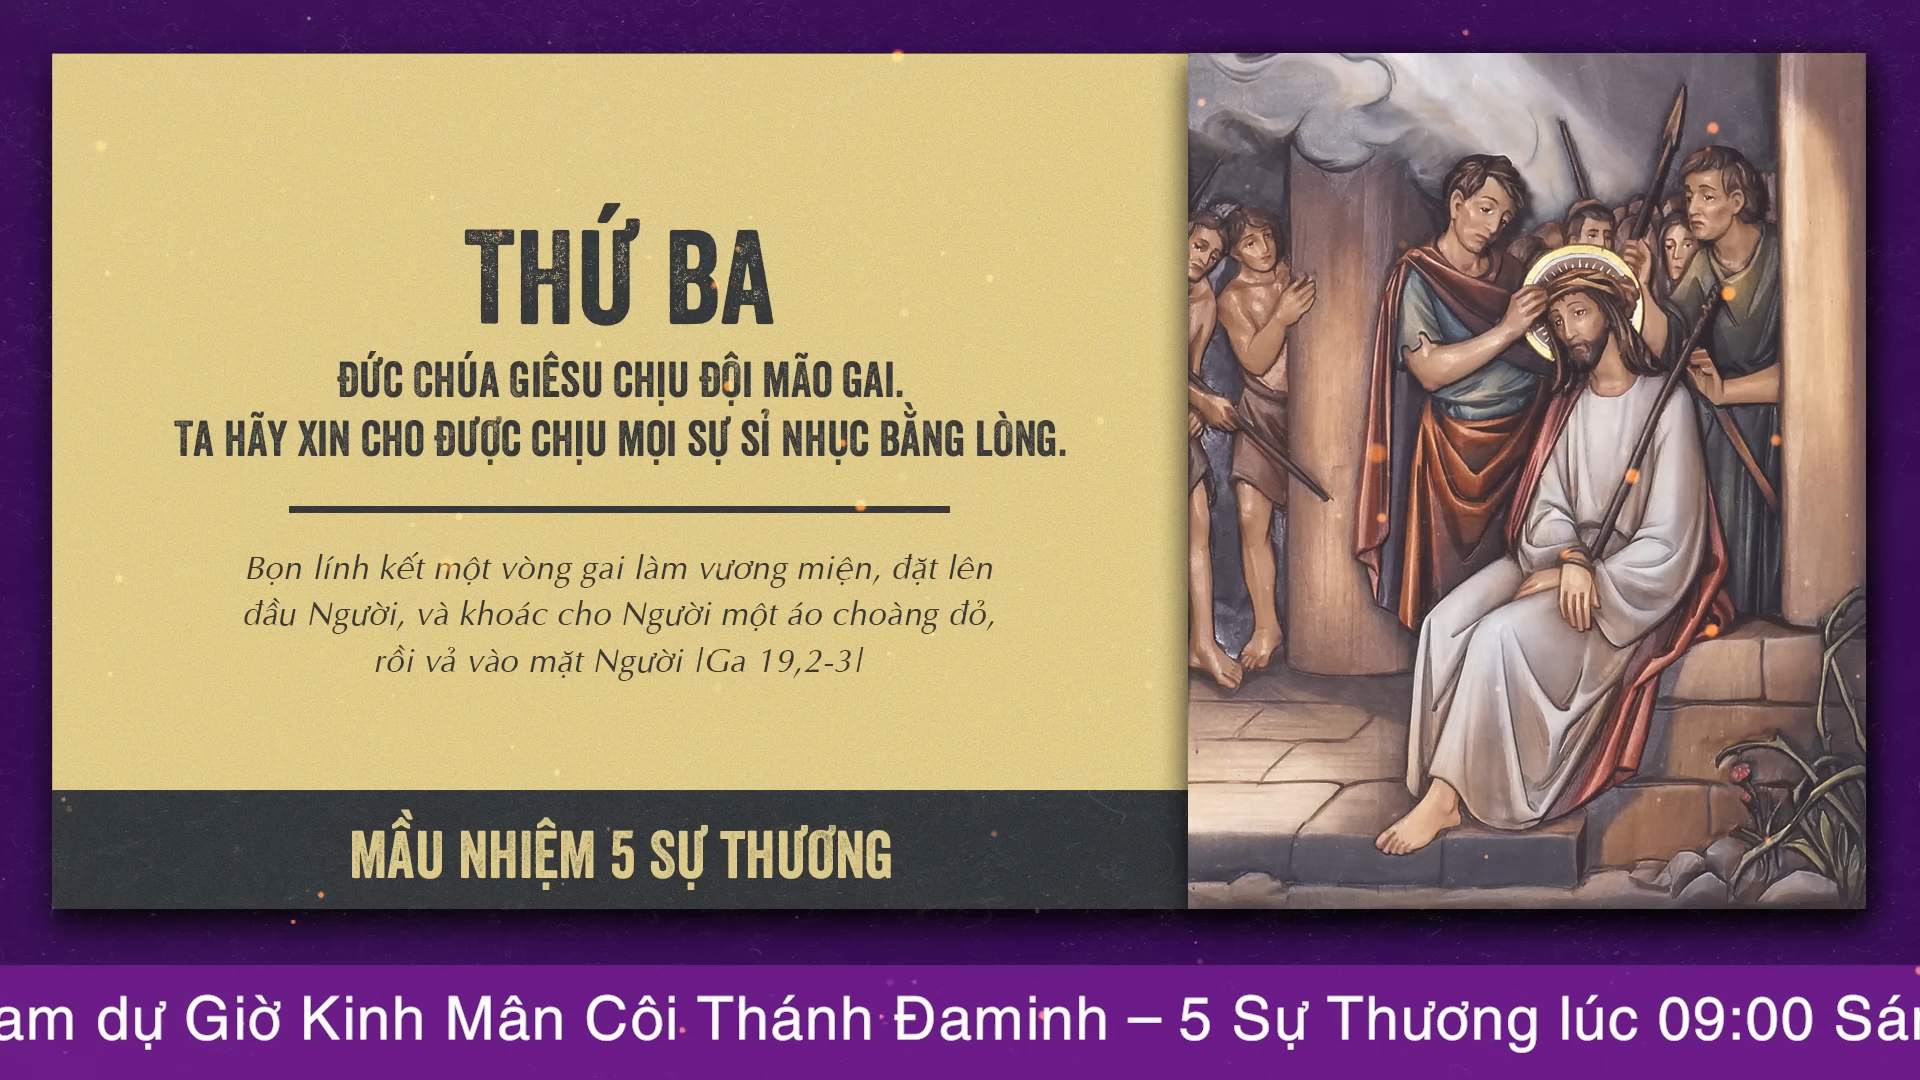 THỨ BA
ĐỨC CHÚA GIÊSU CHỊU ĐỘI MÃO GAI.
TA HÃY XIN CHO ĐƯỢC CHỊU MỌI SỰ SỈ NHỤC BẰNG LÒNG.
Bọn lính kết một vòng gai làm vương miện, đặt lên
đầu Người, và khoác cho Người một áo choàng đỏ,
rồi vả vào mặt Người |Ga 19,2-3|
MẦU NHIỆM 5 SỰ THƯƠNG
am dự Giờ Kinh Mân Côi Thánh Đaminh – 5 Sự Thương lúc 09:00 Sán